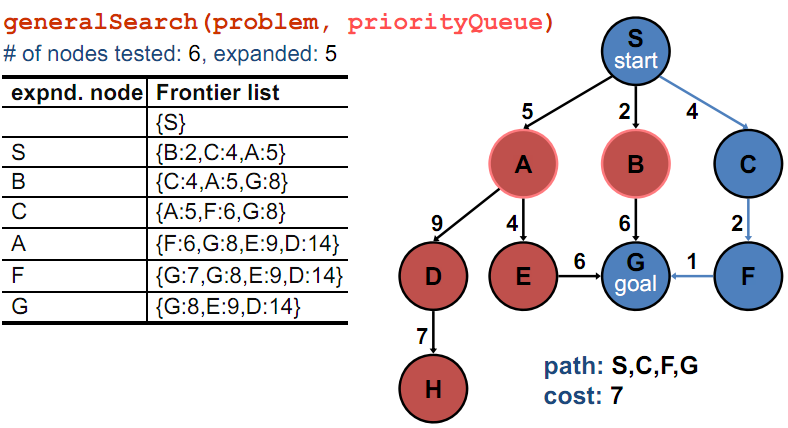 generalSearch(problem, priorityQueue)
# of nodes tested: 6, expanded: 5
expnd. node Frontier list
{S}
S {B:2,C:4,A:5}
B {C:4,A:5,G:8}
C {A:5,F:6,G:8}
A {F:6,G:8,E:9,D:14}
F {G:7,G:8,E:9,D:14}
G {G:8,E:9,D:14}
S
start
5 2 4
A B C
9 4 6 2
D E G
goal F
6 1
7
H
path: S,C,F,G
cost: 7